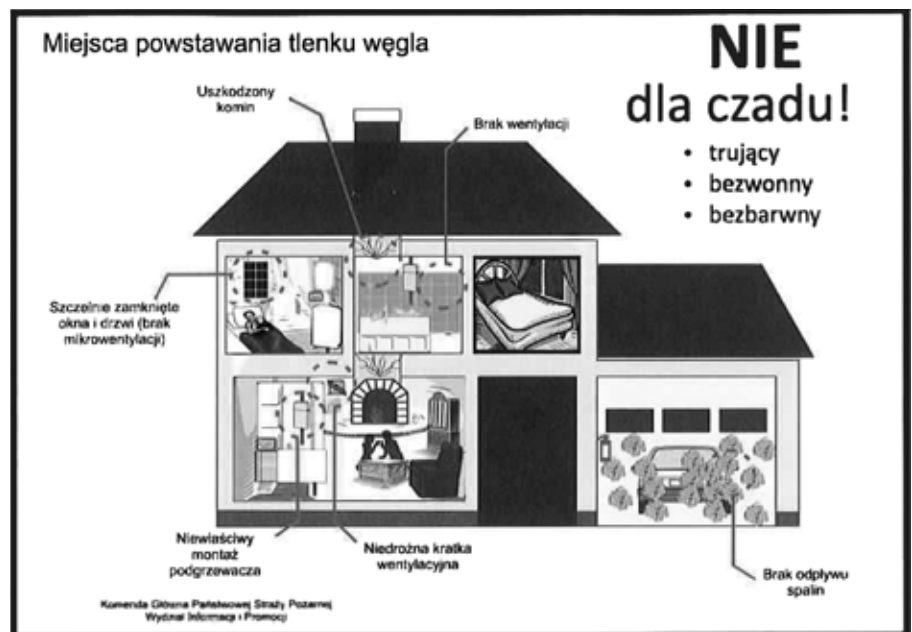 Miejsca powstawania tlenku węgla
NIE
dla czadu!
• trujący
• bezwonny
• bezbarwny
Uszkodzony
komin
Brak wentylacji
Szczelnie zamknięte
okna i drzwi (brak
mikrowentylacji)
Niewłaściwy
montaż
podgrzewacza
Niedrożna kratka
wentylacyjna
Brak odpływu
spalin
Komenda Główna Państwowej Straży Pożarnej
Wydział Informacji i Promocji